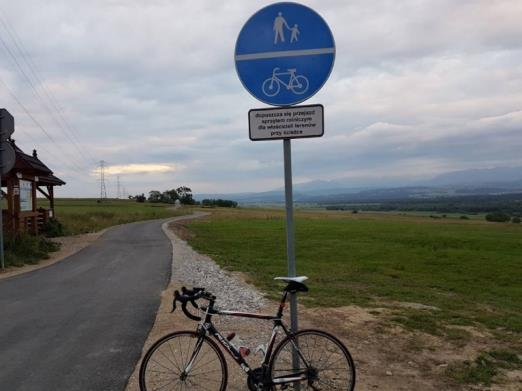 dopuszcza się przejazd
sprzętem rolniczym
dla właścicieli terenów
przy ścieżce